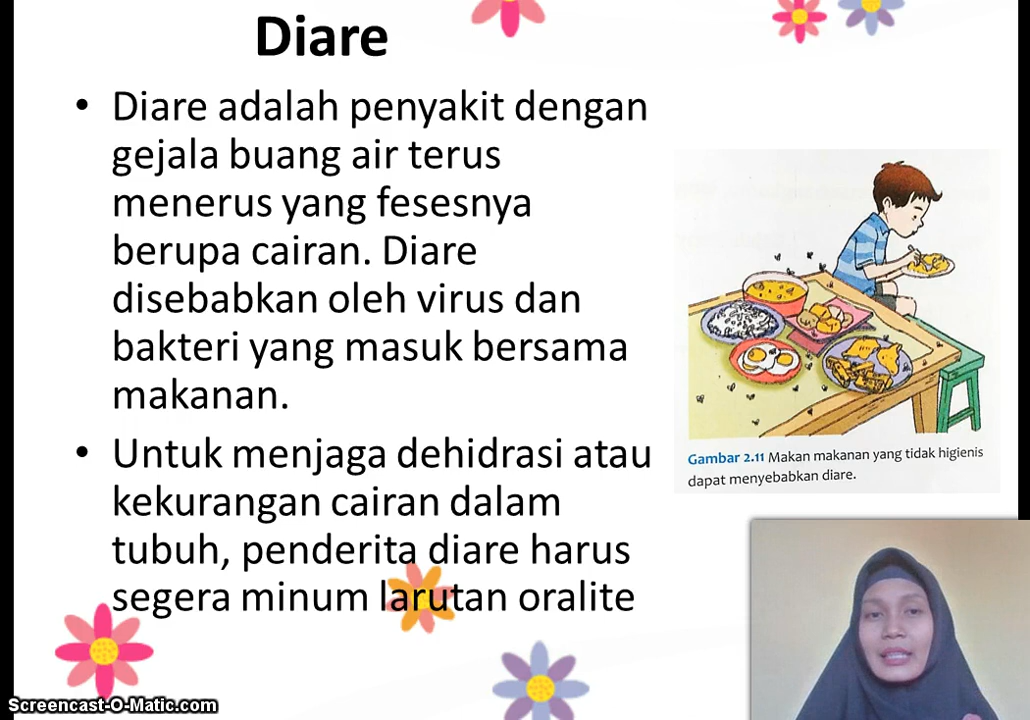 Diare
• Diare adalah penyakit dengan
gejala buang air terus
menerus yang fesesnya
berupa cairan. Diare
disebabkan oleh virus dan
bakteri yang masuk bersama
makanan.
• Untuk menjaga dehidrasi atau
kekurangan cairan dalam
tubuh, penderita diare harus
segera minum larutan oralite
Gambar 2.11 Makan makanan yang tidak higienis
dapat menyebabkan diare.
Screencast-O-Matic.com